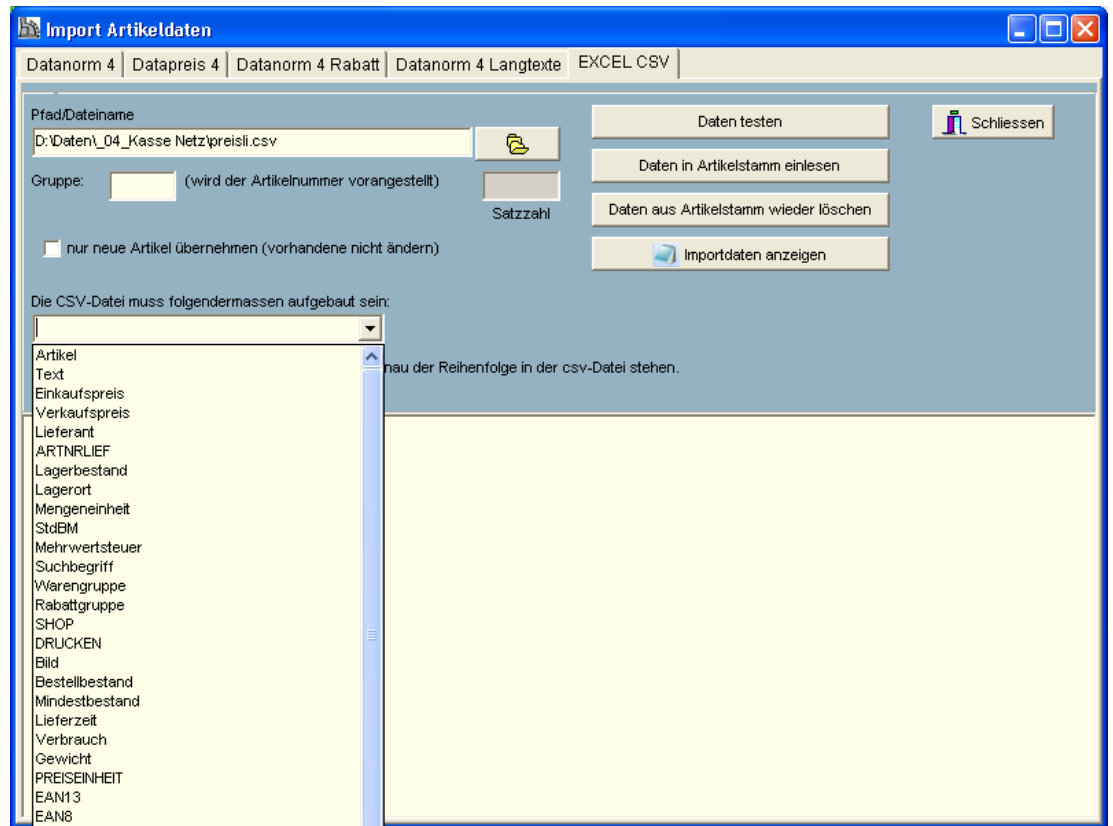 Import Artikeldaten
Datanorm 4 Datapreis 4 Datanorm 4 Rabatt Datanorm 4 Langtexte EXCEL CSV
Pfad/Dateiname
D:\Daten\_04_Kasse Netz\preisli.csv
Daten testen
Schliessen
Gruppe: (wird der Artikelnummer vorangestellt)
Daten in Artikelstamm einlesen
Satzzahl
Daten aus Artikelstamm wieder löschen
nur neue Artikel übernehmen (vorhandene nicht ändern)
Importdaten anzeigen
Die CSV-Datei muss folgendermassen aufgebaut sein:
nau der Reihenfolge in der csv-Datei stehen.
Artikel
Text
Einkaufspreis
Verkaufspreis
Lieferant
ARTNRLIEF
Lagerbestand
Lagerort
Mengeneinheit
StdBM
Mehrwertsteuer
Suchbegriff
Warengruppe
Rabattgruppe
SHOP
DRUCKEN
Bild
Bestellbestand
Mindestbestand
Lieferzeit
Verbrauch
Gewicht
PREISEINHEIT
EAN13
EAN8